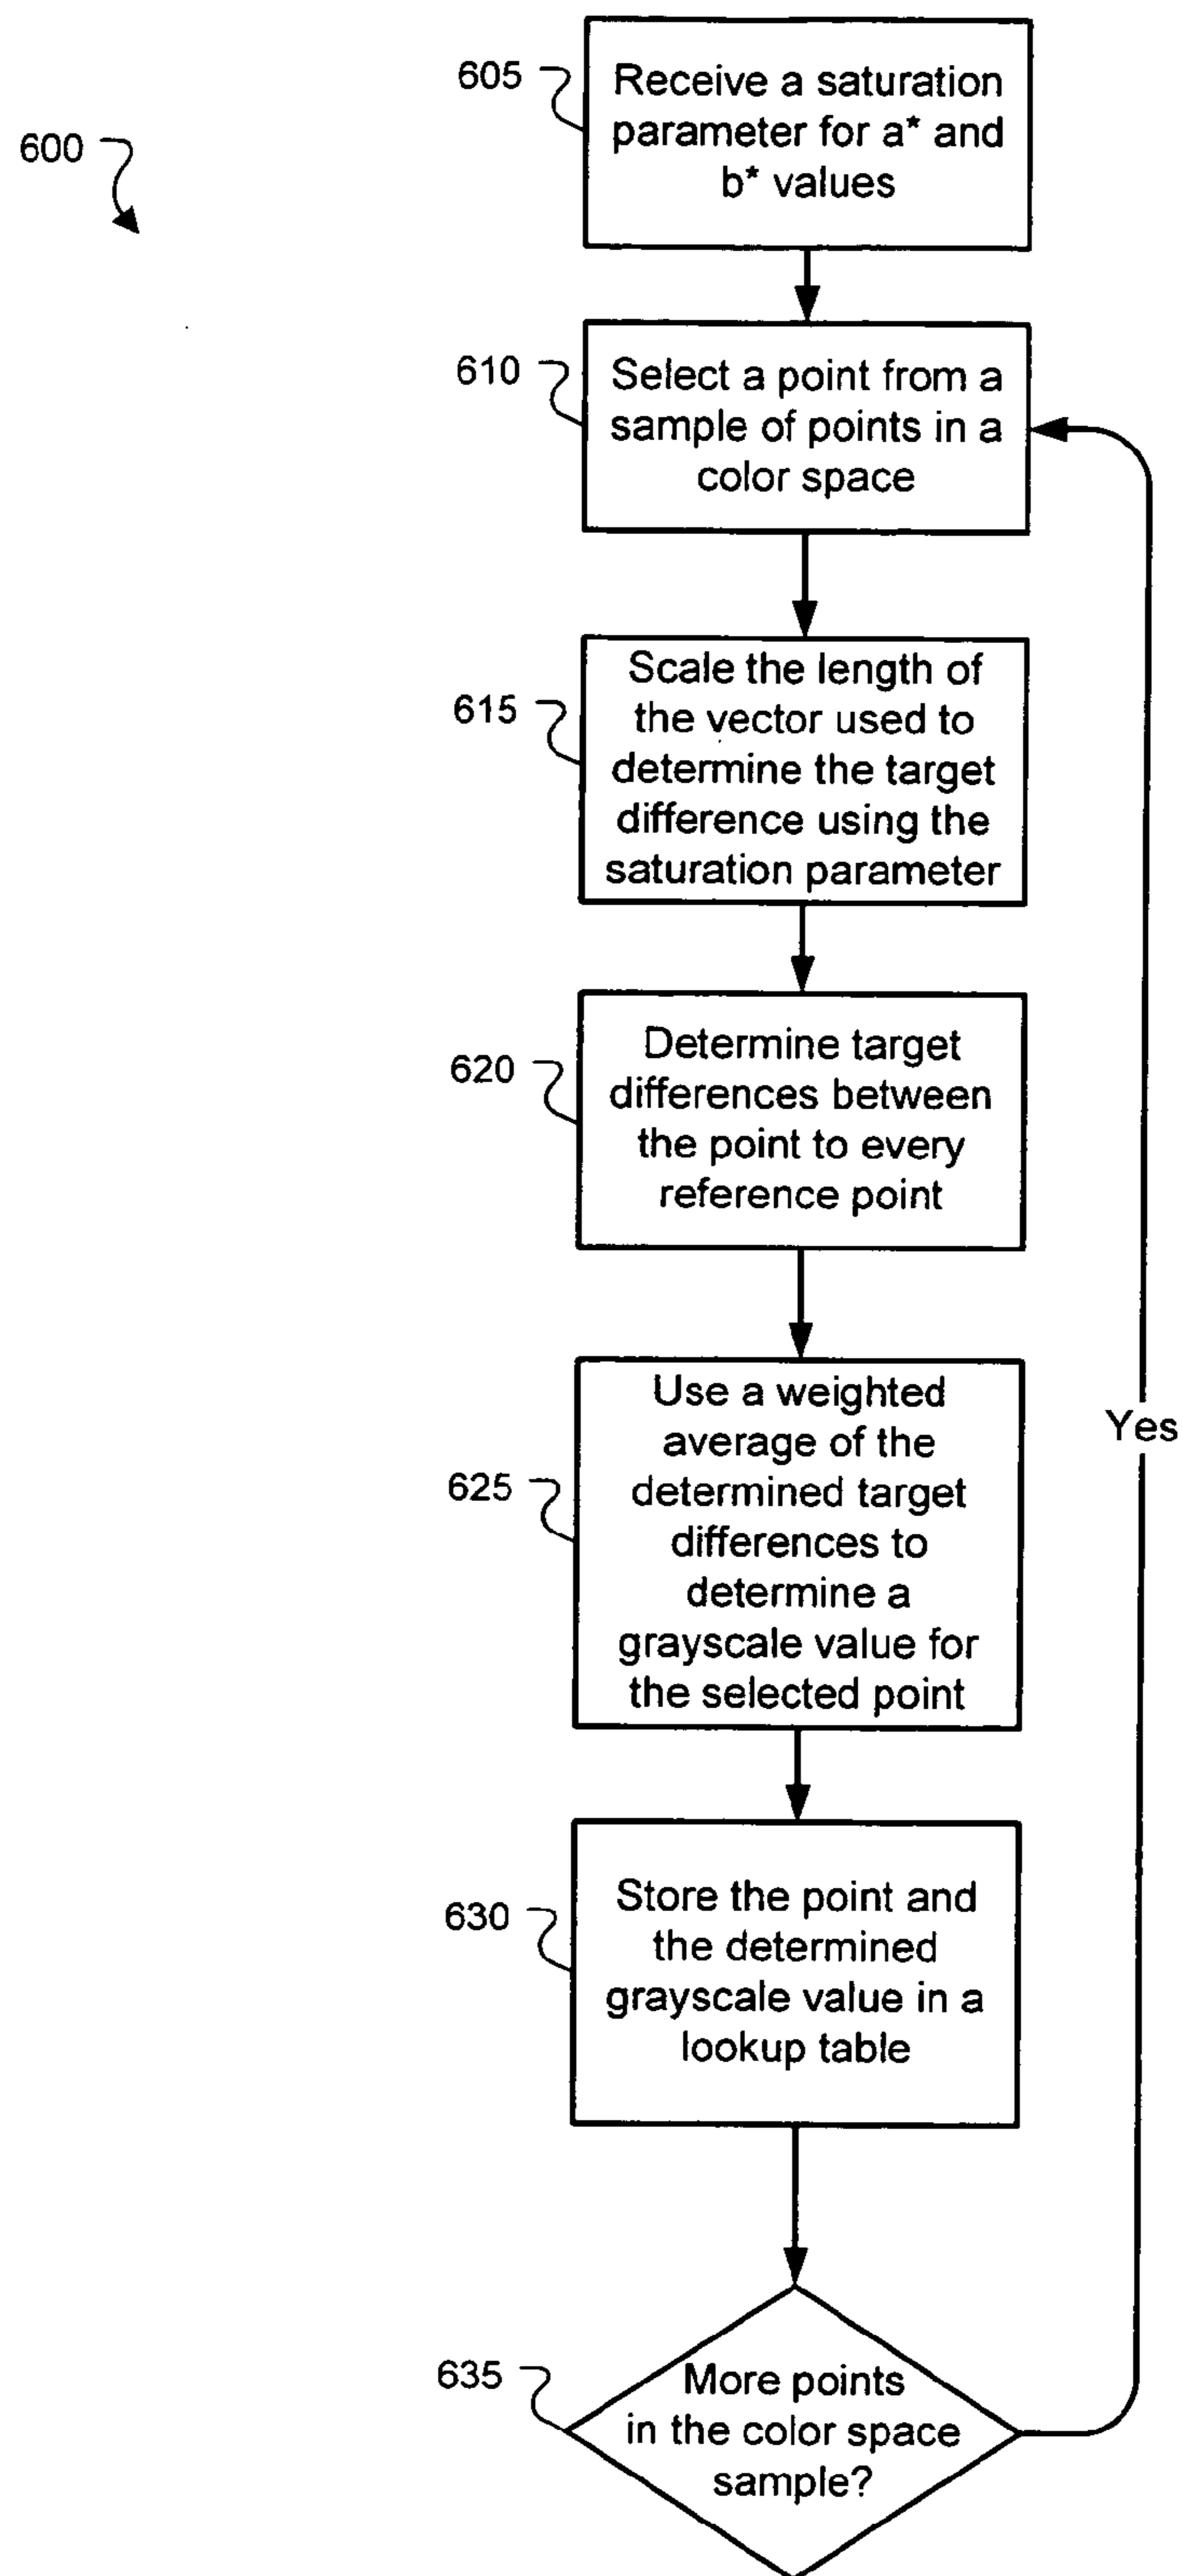 600
605
Receive a saturation
parameter for a* and
b* values
610
Select a point from a
sample of points in a
color space
615
Scale the length of
the vector used to
determine the target
difference using the
saturation parameter
620
Determine target
differences between
the point to every
reference point
625
Use a weighted
average of the
determined target
differences to
determine a
grayscale value for
the selected point
Yes
630
Store the point and
the determined
grayscale value in a
lookup table
635
More points
in the color space
sample?